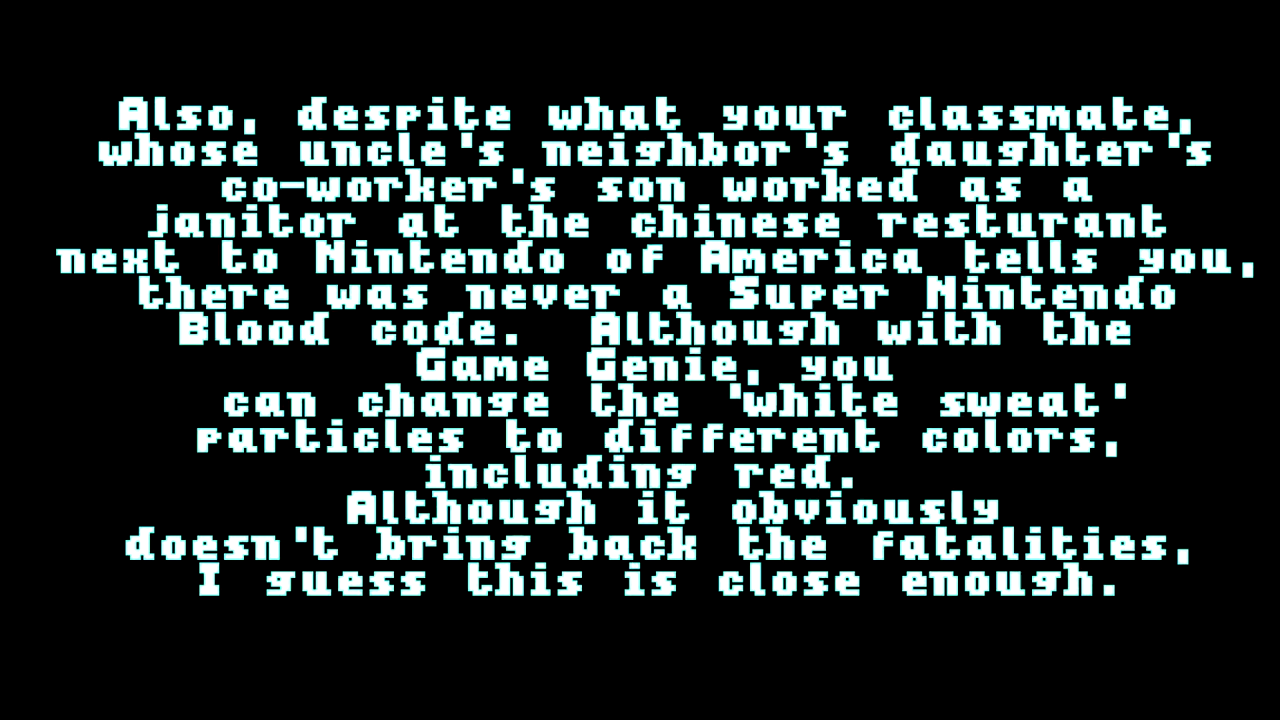 Also, despite what your classmate,
whose uncle's neighbor's daughter's
co-worker's son worked as a
janitor at the chinese resturant
next to Nintendo of America tells you,
there was never a Super Nintendo
Blood code. Although with the
Game Genie, you
can change the 'white sweat'
particles to different colors,
including red.
Although it obviously
doesn't bring back the fatalities,
I guess this is close enough.